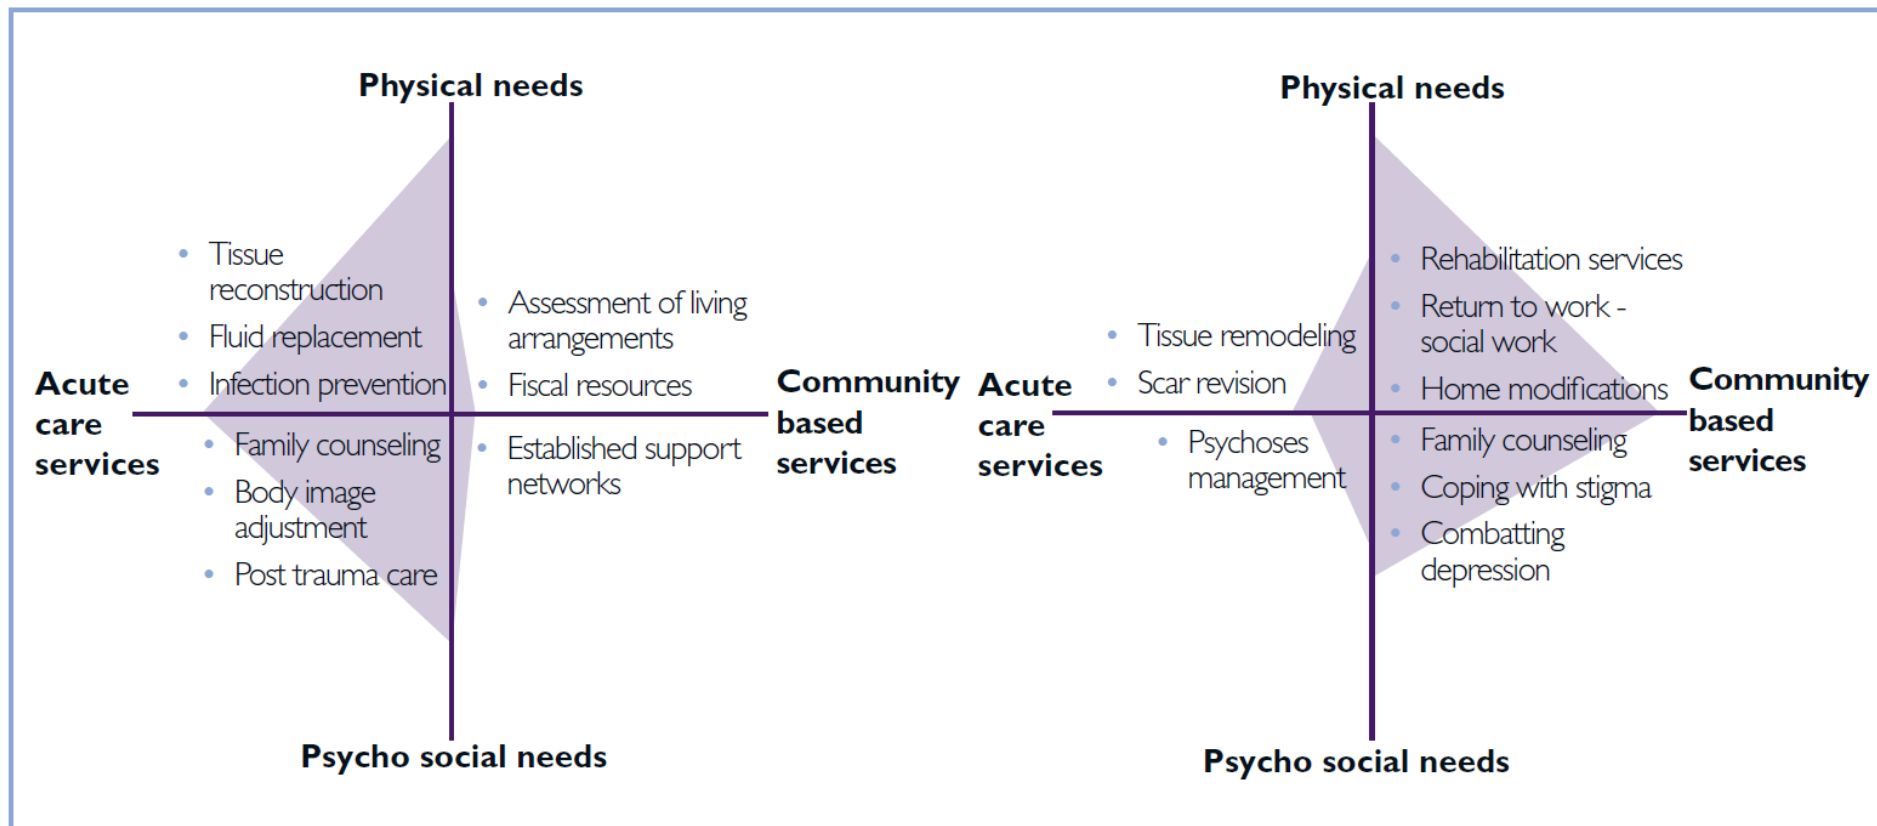 Physical needs
• Tissue
reconstruction
• Fluid replacement
• Infection prevention
• Assessment of living
arrangements
• Fiscal resources
Acute
care
services
Community
based
services
• Family counseling
• Body image
adjustment
• Post trauma care
• Established support
networks
Psycho social needs
Physical needs
• Tissue remodeling
• Scar revision
• Rehabilitation services
• Return to work -
social work
• Home modifications
Acute
care
services
Community
based
services
• Psychoses
management
• Family counseling
• Coping with stigma
• Combatting
depression
Psycho social needs